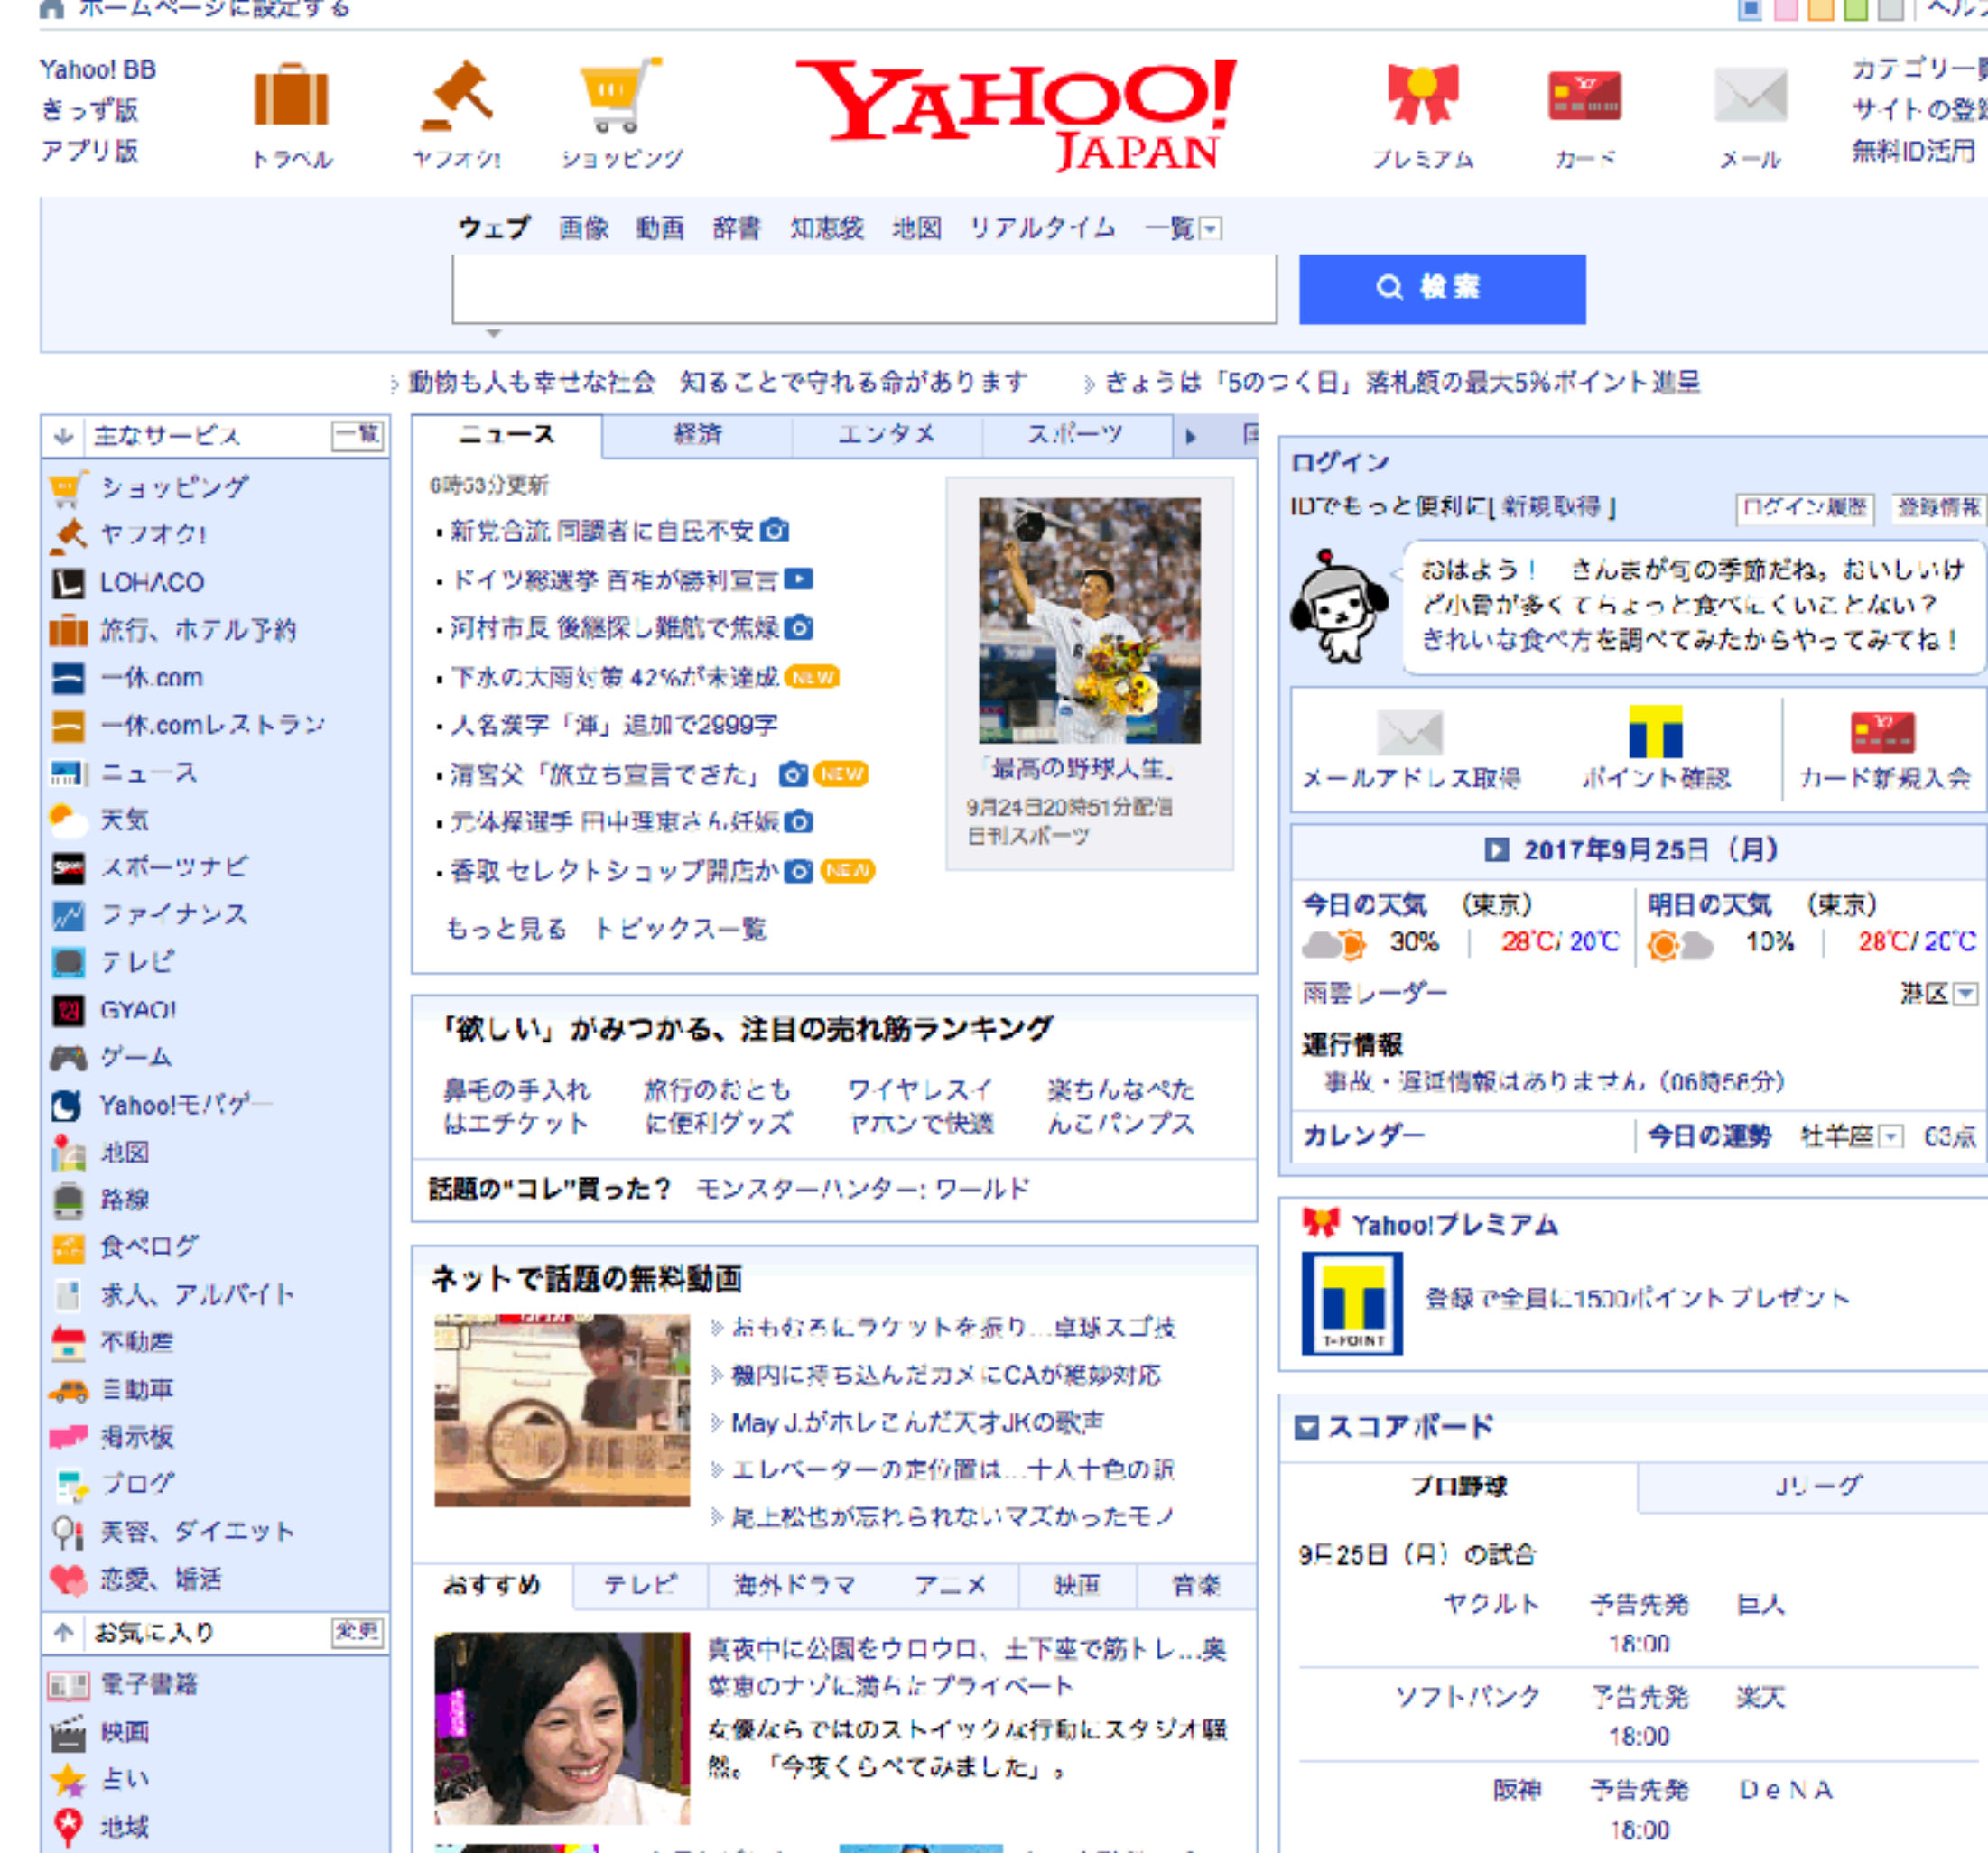 ホームページに設定する
Yahoo! BB
きっず版
アプリ版
トラベル
ヤフオク!
ショッピング
YAHOO!
JAPAN
プレミアム
カード
メール
カテゴリ一覧
サイトの登録
無料ID活用
ウェブ 画像 動画 辞書 知恵袋 地図 リアルタイム 一覧
検索
動物も人も幸せな社会 知ることで守れる命があります
きょうは「5のつく日」落札額の最大5%ポイント進呈
主なサービス 一覧
ショッピング
ヤフオク!
LOHACO
旅行、ホテル予約
一休.com
一休.comレストラン
ニュース
天気
スポーツナビ
ファイナンス
テレビ
GYAO!
ゲーム
Yahoo!モバゲー
地図
路線
食べログ
求人、アルバイト
不動産
自動車
掲示板
ブログ
美容、ダイエット
恋愛、婚活
お気に入り 変更
電子書籍
映画
占い
地域
ニュース 経済 エンタメ スポーツ
6時53分更新
新党合流 同調者に自民不安
ドイツ総選挙 首相が勝利宣言
河村市長 後継探し難航で焦燥
下水の大雨対策 42%が未達成 NEW
人名漢字「渾」追加で2999字
清宮父「旅立ち宣言できた」 NEW
元体操選手 田中理恵さん妊娠
香取 セレクトショップ開店か NEW
もっと見る トピックス一覧
「最高の野球人生」
9月24日20時51分配信
日刊スポーツ
「欲しい」がみつかる、注目の売れ筋ランキング
鼻毛の手入れ
はエチケット
旅行のおとも
に便利グッズ
ワイヤレスイ
ヤホンで快適
楽ちんなぺた
んこパンプス
話題の“コレ”買った? モンスターハンター: ワールド
ネットで話題の無料動画
おもむろにラケットを振り...卓球スゴ技
機内に持ち込んだカメにCAが絶妙対応
May J.がホレこんだ天才JKの歌声
エレベーターの定位置は...十人十色の訳
尾上松也が忘れられないマズかったモノ
おすすめ テレビ 海外ドラマ アニメ 映画 音楽
真夜中に公園をウロウロ、土下座で筋トレ...奥
菜恵のナゾに満ちたプライベート
女優ならではのストイックな行動にスタジオ騒
然。「今夜くらべてみました」。
ログイン
IDでもっと便利に[ 新規取得 ] ログイン履歴 登録情報
おはよう! さんまが旬の季節だね。おいしいけ
ど小骨が多くてちょっと食べにくいことない?
きれいな食べ方を調べてみたからやってみてね!
メールアドレス取得
ポイント確認
カード新規入会
2017年9月25日(月)
今日の天気 (東京)
30% 28℃/ 20℃
明日の天気 (東京)
10% 28℃/ 20℃
雨雲レーダー 港区
運行情報
事故・遅延情報はありません(06時58分)
カレンダー
今日の運勢 牡羊座 63点
Yahoo!プレミアム
T-POINT
登録で全員に1500ポイントプレゼント
スコアボード
プロ野球 Jリーグ
9月25日(月)の試合
ヤクルト 予告先発 巨人
18:00
ソフトバンク 予告先発 楽天
18:00
阪神 予告先発 DeNA
18:00